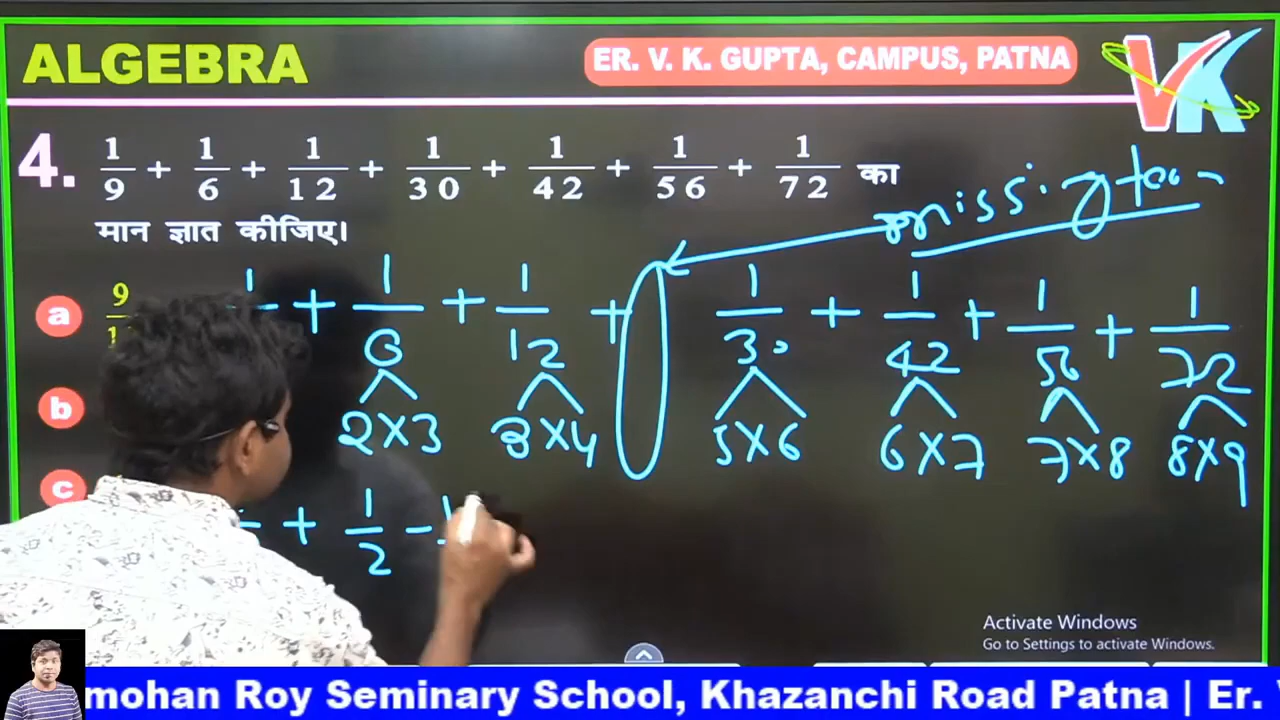 ALGEBRA
ER. V. K. GUPTA, CAMPUS, PATNA
VK
4. 1/9 + 1/6 + 1/12 + 1/30 + 1/42 + 1/56 + 1/72 का
मान ज्ञात कीजिए।
missing
a 9
+ 1/6 + 1/12 + 1/30 + 1/42 + 1/56 + 1/72
b
2×3 3×4 5×6 6×7 7×8 8×9
c
+ 1/2 - 1
Activate Windows
Go to Settings to activate Windows.
mohan Roy Seminary School, Khazanchi Road Patna | Er.